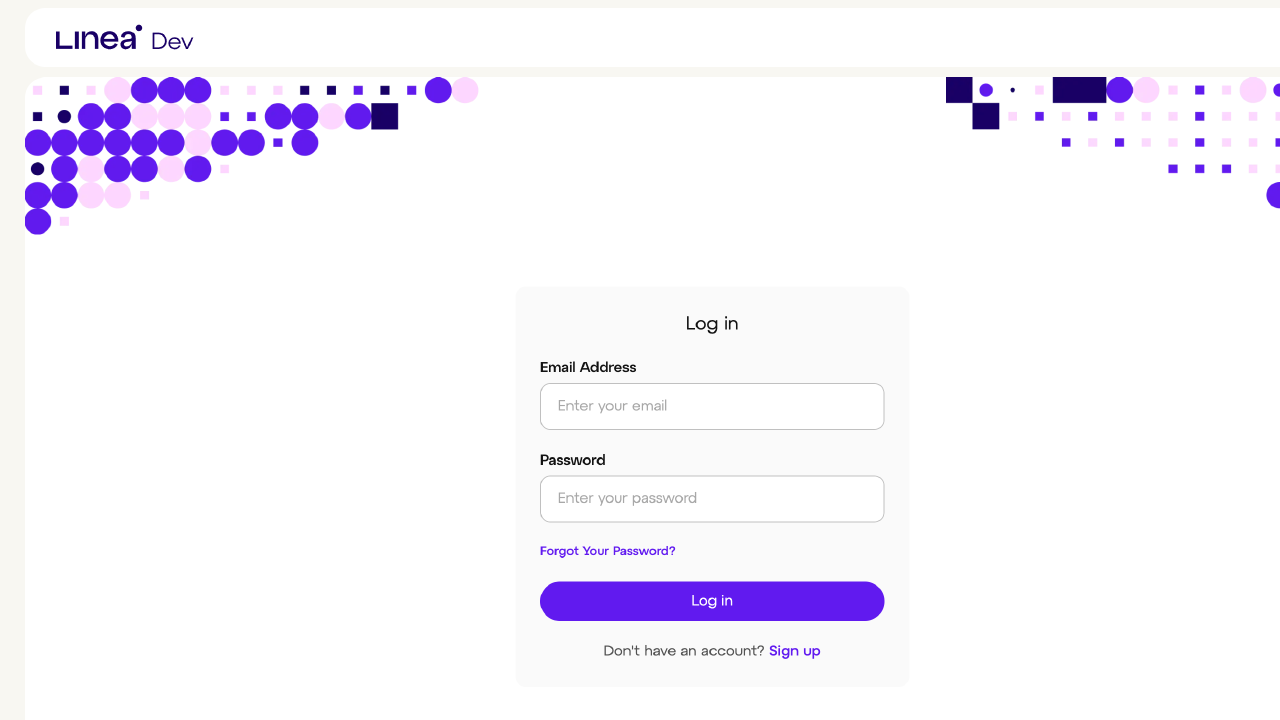 Linea Dev
Log in
Email Address
Enter your email
Password
Enter your password
Forgot Your Password?
Log in
Don't have an account? Sign up